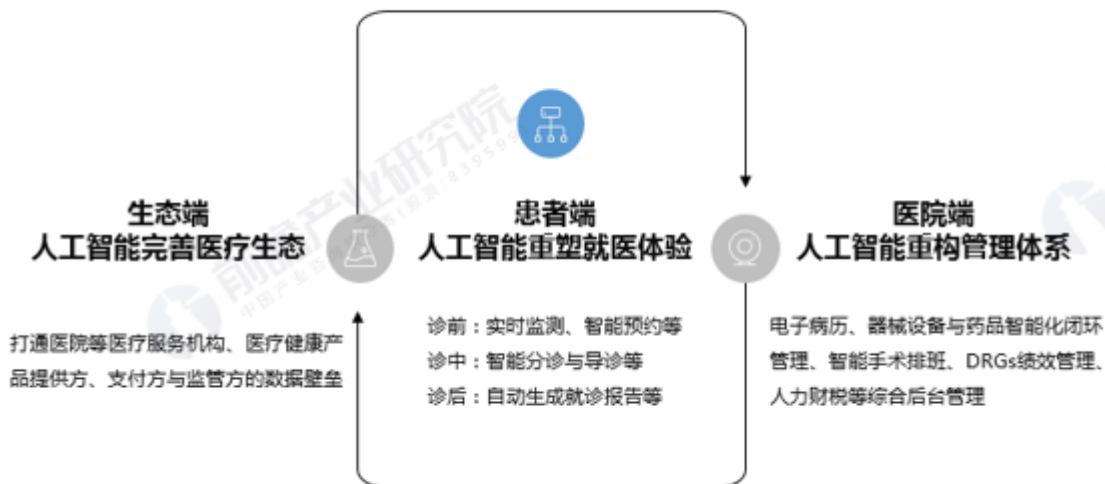 生态端
人工智能完善医疗生态
打通医院等医疗服务机构、医疗健康产
品提供方、支付方与监管方的数据壁垒
患者端
人工智能重塑就医体验
诊前：实时监测、智能预约等
诊中：智能分诊与导诊等
诊后：自动生成就诊报告等
医院端
人工智能重构管理体系
电子病历、器械设备与药品智能化闭环
管理、智能手术排班、DRGs绩效管理、
人力财税等综合后台管理
前瞻产业研究院